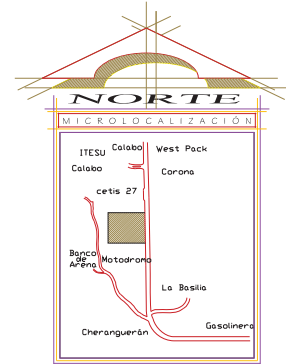 NORTE
MICROLOCALIZACIÓN
Calabo
West Pack
ITESU
Calabo
Corona
cetis 27
Banco
de
Arena
Motodromo
La Basilia
Gasolinera
Cheranguerán